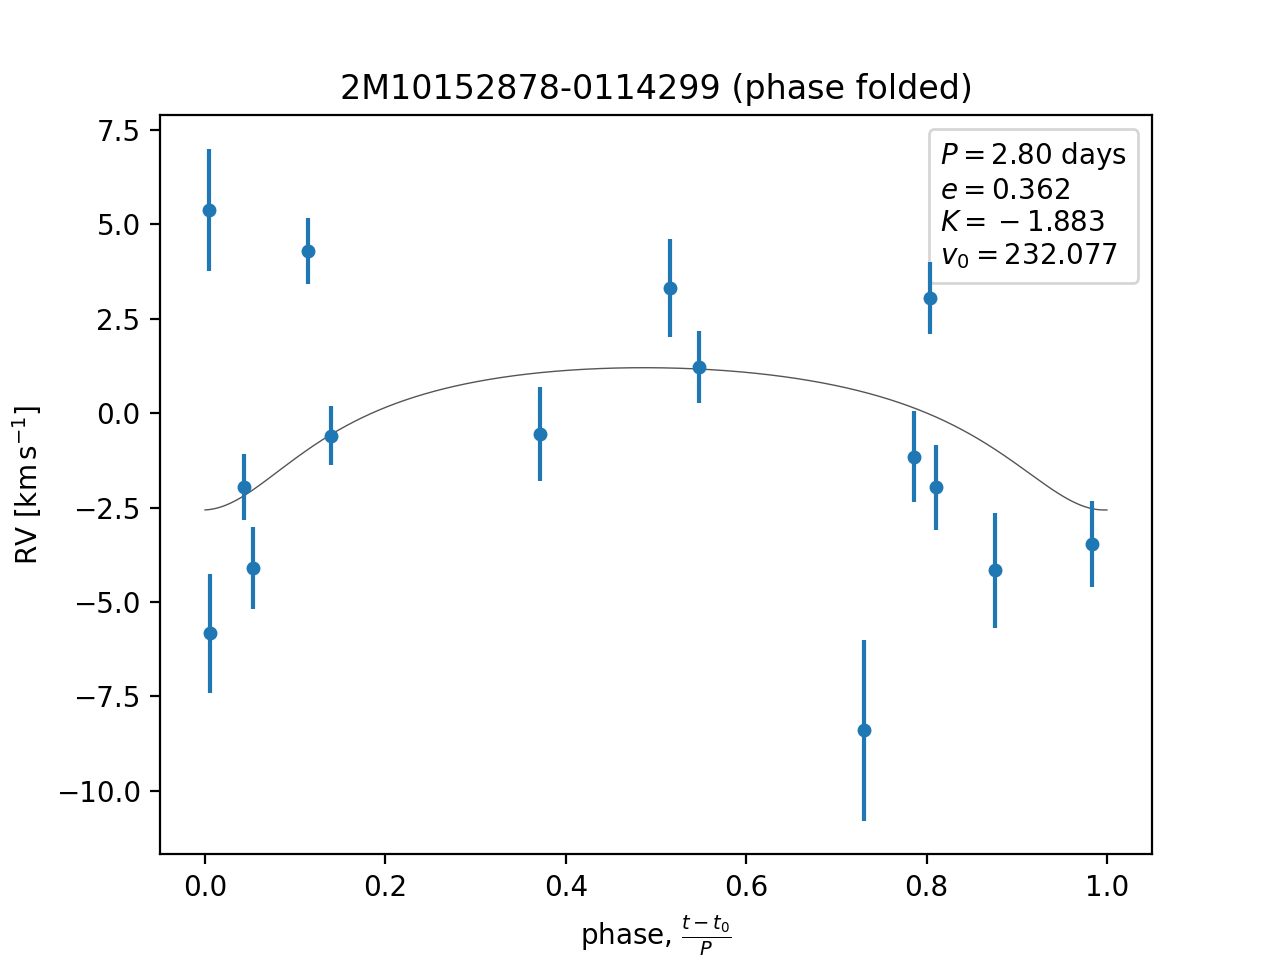 2M10152878-0114299 (phase folded)
P = 2.80 days
e = 0.362
K = −1.883
v₀ = 232.077
RV [km s⁻¹]
7.5
5.0
2.5
0.0
−2.5
−5.0
−7.5
−10.0
0.0 0.2 0.4 0.6 0.8 1.0
phase, (t − t₀)/P